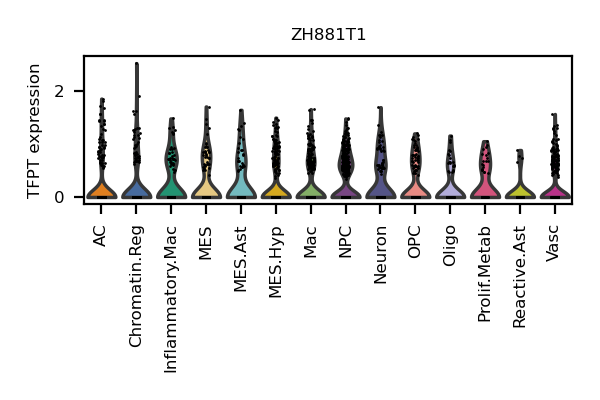 ZH881T1
TFPT expression
2
0
AC
Chromatin.Reg
Inflammatory.Mac
MES
MES.Ast
MES.Hyp
Mac
NPC
Neuron
OPC
Oligo
Prolif.Metab
Reactive.Ast
Vasc